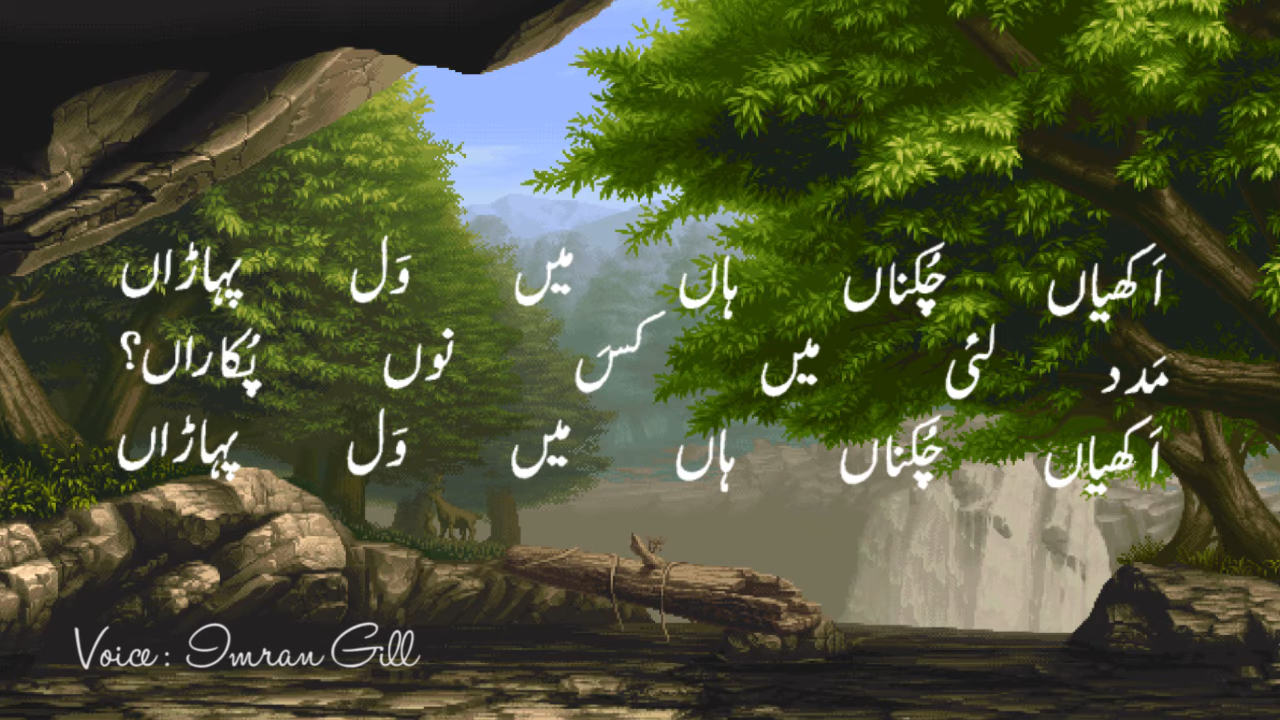 اَکھیاں چُکناں ہاں میں وَل پہاڑاں
مَدد لئی میں کسَ نوں پُکاراں؟
اَکھیاں چُکناں ہاں میں وَل پہاڑاں
Voice : Imran Gill